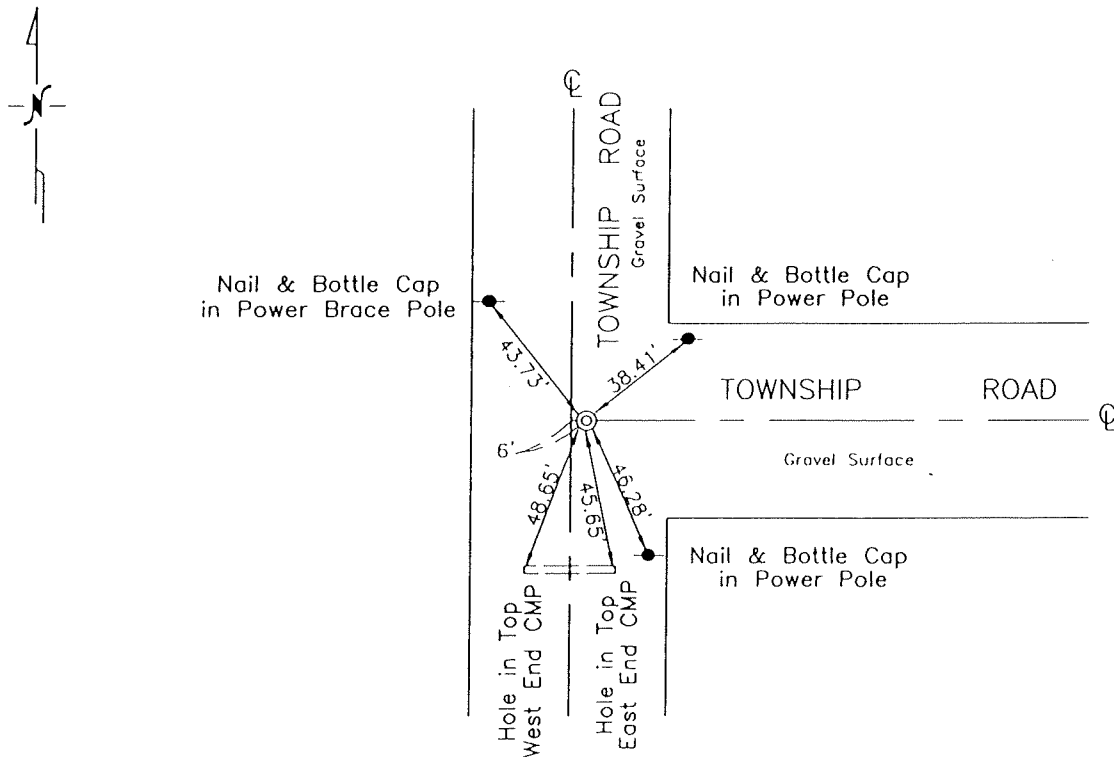 N
℄
TOWNSHIP ROAD
Gravel Surface
Nail & Bottle Cap
in Power Brace Pole
Nail & Bottle Cap
in Power Pole
43.73'
38.41'
TOWNSHIP ROAD
℄
6'
Gravel Surface
48.65'
45.65'
46.28'
Nail & Bottle Cap
in Power Pole
Hole in Top
West End CMP
Hole in Top
East End CMP